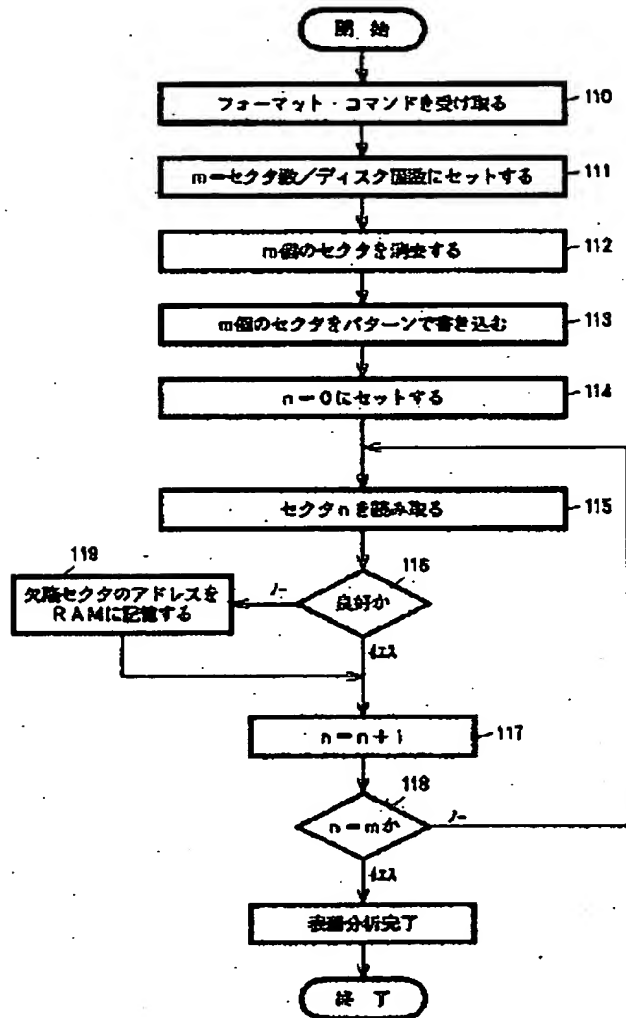 開 始
フォーマット・コマンドを受け取る
110
m=セクタ数／ディスク面数にセットする
111
m個のセクタを消去する
112
m個のセクタをパターンで書き込む
113
n=0にセットする
114
セクタnを読み取る
115
119
欠陥セクタのアドレスを
RAMに記憶する
116
良好か
ノー
イエス
n=n+1
117
118
n=mか
ノー
イエス
表面分析完了
終 了